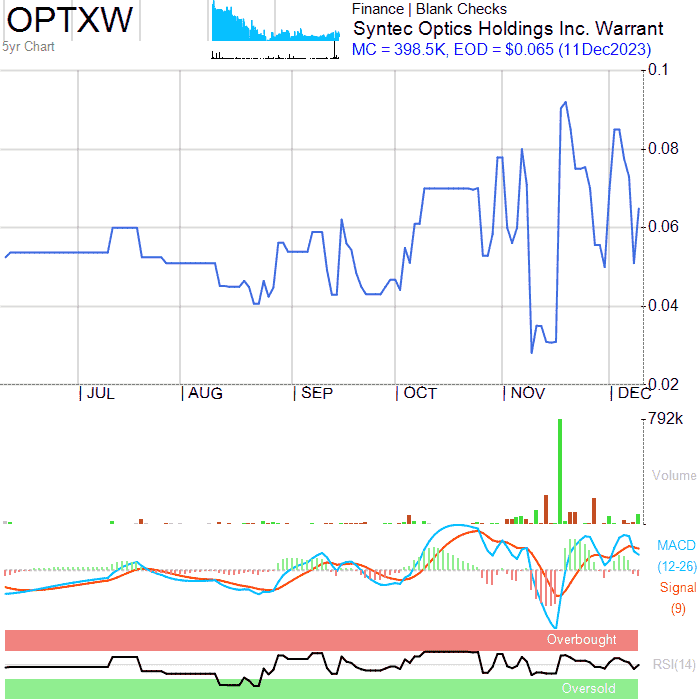 OPTXW
5yr Chart
Finance | Blank Checks
Syntec Optics Holdings Inc. Warrant
MC = 398.5K, EOD = $0.065 (11Dec2023)
0.1
0.08
0.06
0.04
0.02
JUL AUG SEP OCT NOV DEC
792k
Volume
MACD
(12-26)
Signal
(9)
Overbought
RSI(14)
Oversold